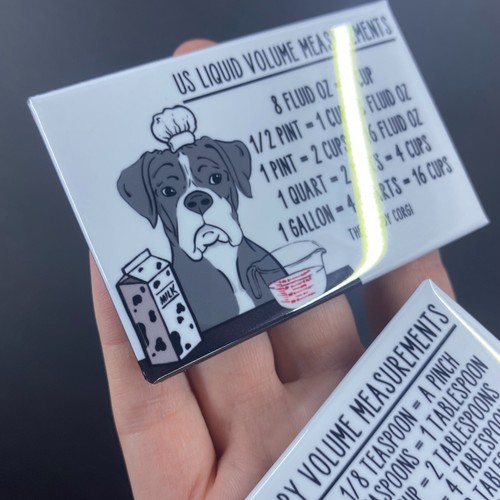 US LIQUID VOLUME MEASUREMENTS
8 FLUID OZ CUP
1/2 PINT = 1 FLUID OZ
1 PINT = 2 CUPS FLUID OZ
1 QUART = 2 = 4 CUPS
1 GALLON = 4 = 16 CUPS
THE CORGI
MILK
VOLUME MEASUREMENTS
1/8 TEASPOON = A PINCH
= 1 TABLESPOON
= 2 TABLESPOONS
4 TABLESPOONS